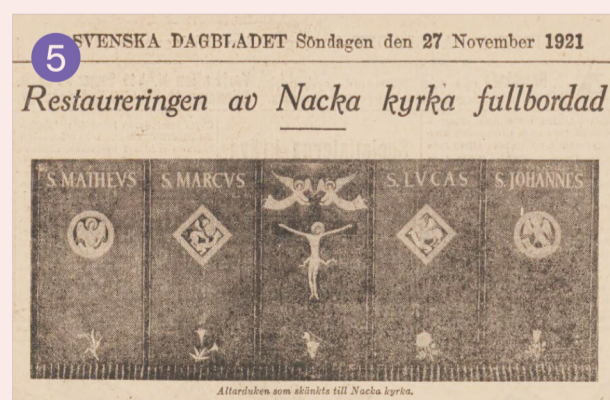 5
SVENSKA DAGBLADET Söndagen den 27 November 1921
Restaureringen av Nacka kyrka fullbordad
S. MATHEVS S. MARCVS S. LVCAS S. JOHANNES
Altarduken som skänkts till Nacka kyrka.